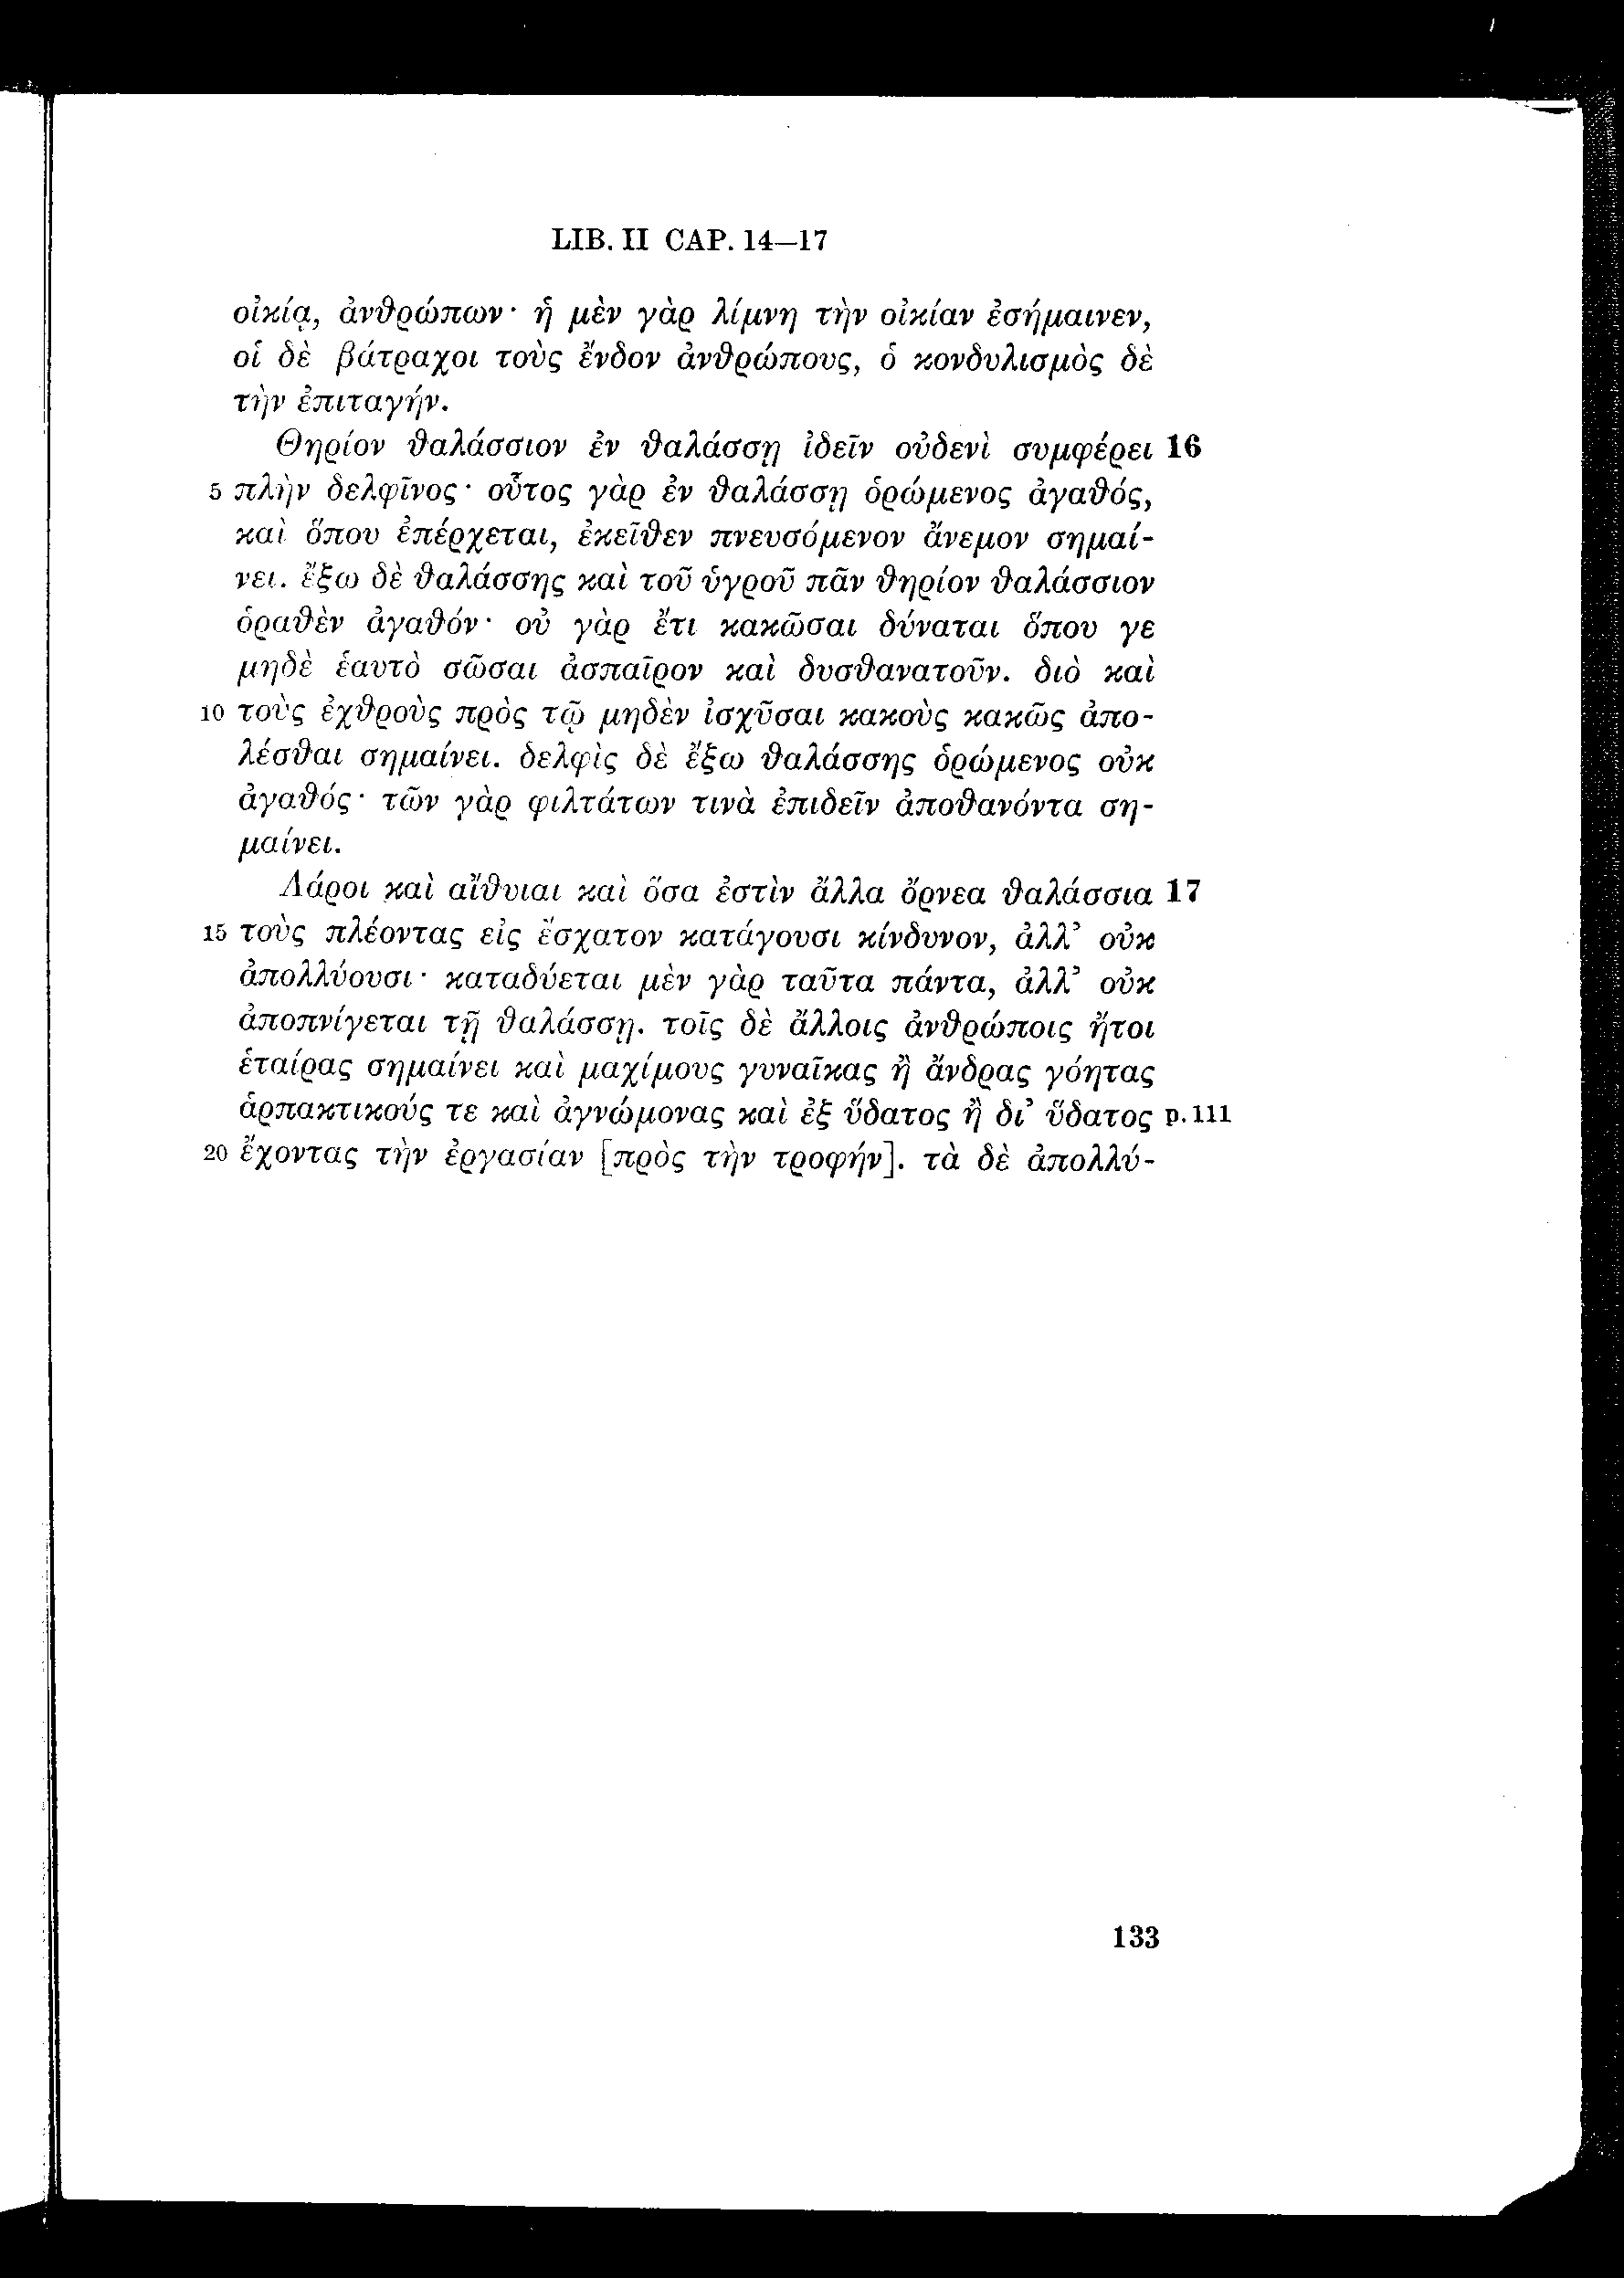 LIB. II CAP. 14—17
οἰκίᾳ, ἀνθρώπων· ἡ μὲν γὰρ λίμνη τὴν οἰκίαν ἐσήμαινεν,
οἱ δὲ βάτραχοι τοὺς ἔνδον ἀνθρώπους, ὁ κονδυλισμὸς δὲ
τὴν ἐπιταγήν.
Θηρίον θαλάσσιον ἐν θαλάσσῃ ἰδεῖν οὐδενὶ συμφέρει 16
5 πλὴν δελφῖνος· οὗτος γὰρ ἐν θαλάσσῃ ὁρώμενος ἀγαθός,
καὶ ὅπου ἐπέρχεται, ἐκεῖθεν πνευσόμενον ἄνεμον σημαί-
νει. ἔξω δὲ θαλάσσης καὶ τοῦ ὑγροῦ πᾶν θηρίον θαλάσσιον
ὁραθὲν ἀγαθόν· οὐ γὰρ ἔτι κακῶσαι δύναται ὅπου γε
μηδὲ ἑαυτὸ σῶσαι ἀσπαῖρον καὶ δυσθανατοῦν. διὸ καὶ
10 τοὺς ἐχθροὺς πρὸς τῷ μηδὲν ἰσχῦσαι κακοὺς κακῶς ἀπο-
λέσθαι σημαίνει. δελφὶς δὲ ἔξω θαλάσσης ὁρώμενος οὐκ
ἀγαθός· τῶν γὰρ φιλτάτων τινὰ ἐπιδεῖν ἀποθανόντα ση-
μαίνει.
Λάροι καὶ αἴθυιαι καὶ ὅσα ἐστὶν ἄλλα ὄρνεα θαλάσσια 17
15 τοὺς πλέοντας εἰς ἔσχατον κατάγουσι κίνδυνον, ἀλλ’ οὐκ
ἀπολλύουσι· καταδύεται μὲν γὰρ ταῦτα πάντα, ἀλλ’ οὐκ
ἀποπνίγεται τῇ θαλάσσῃ. τοῖς δὲ ἄλλοις ἀνθρώποις ἤτοι
ἑταίρας σημαίνει καὶ μαχίμους γυναῖκας ἢ ἄνδρας γόητας
ἁρπακτικούς τε καὶ ἀγνώμονας καὶ ἐξ ὕδατος ἢ δι’ ὕδατος p. 111
20 ἔχοντας τὴν ἐργασίαν [πρὸς τὴν τροφήν]. τὰ δὲ ἀπολλύ-
133